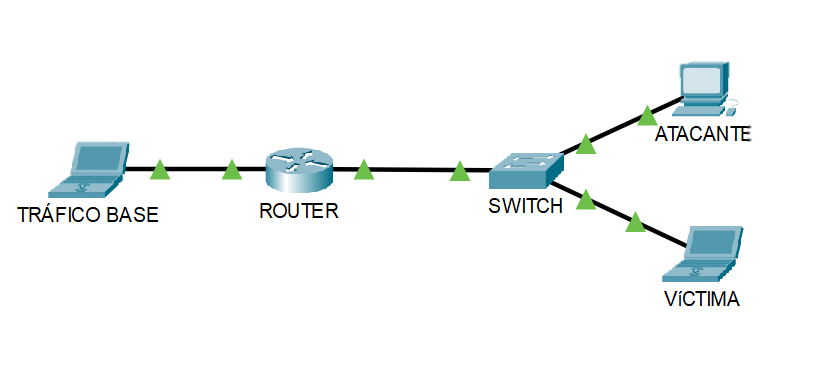 TRÁFICO BASE
ROUTER
SWITCH
ATACANTE
VíCTIMA